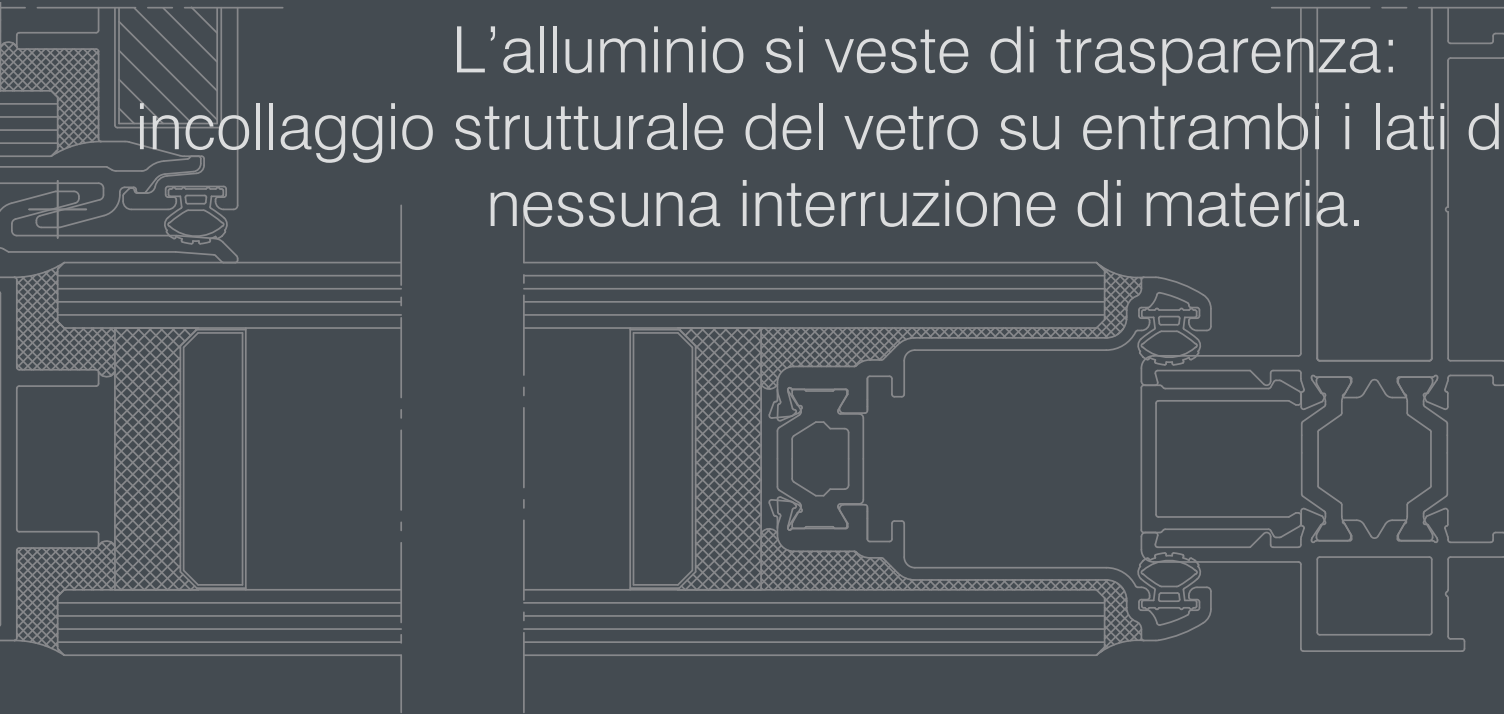 L’alluminio si veste di trasparenza:
incollaggio strutturale del vetro su entrambi i lati d
nessuna interruzione di materia.